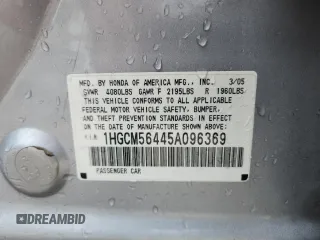 MFD. BY HONDA OF AMERICA MFG., INC. 3/05
GVWR 4080LBS GAWR F 2195LBS R 1960LBS
THIS VEHICLE CONFORMS TO ALL APPLICABLE
FEDERAL MOTOR VEHICLE SAFETY, BUMPER,
AND THEFT PREVENTION STANDARDS IN EFFECT
ON THE DATE OF MANUFACTURE SHOWN ABOVE.
1HGCM56445A096369
PASSENGER CAR
DREAMBID